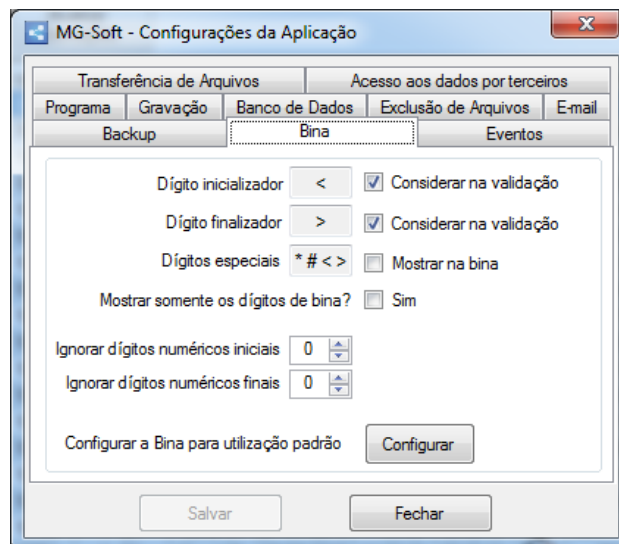 MG-Soft - Configurações da Aplicação
Transferência de Arquivos Acesso aos dados por terceiros
Programa Gravação Banco de Dados Exclusão de Arquivos E-mail
Backup Bina Eventos
Dígito inicializador < Considerar na validação
Dígito finalizador > Considerar na validação
Dígitos especiais * # < > Mostrar na bina
Mostrar somente os dígitos de bina? Sim
Ignorar dígitos numéricos iniciais 0
Ignorar dígitos numéricos finais 0
Configurar a Bina para utilização padrão Configurar
Salvar Fechar